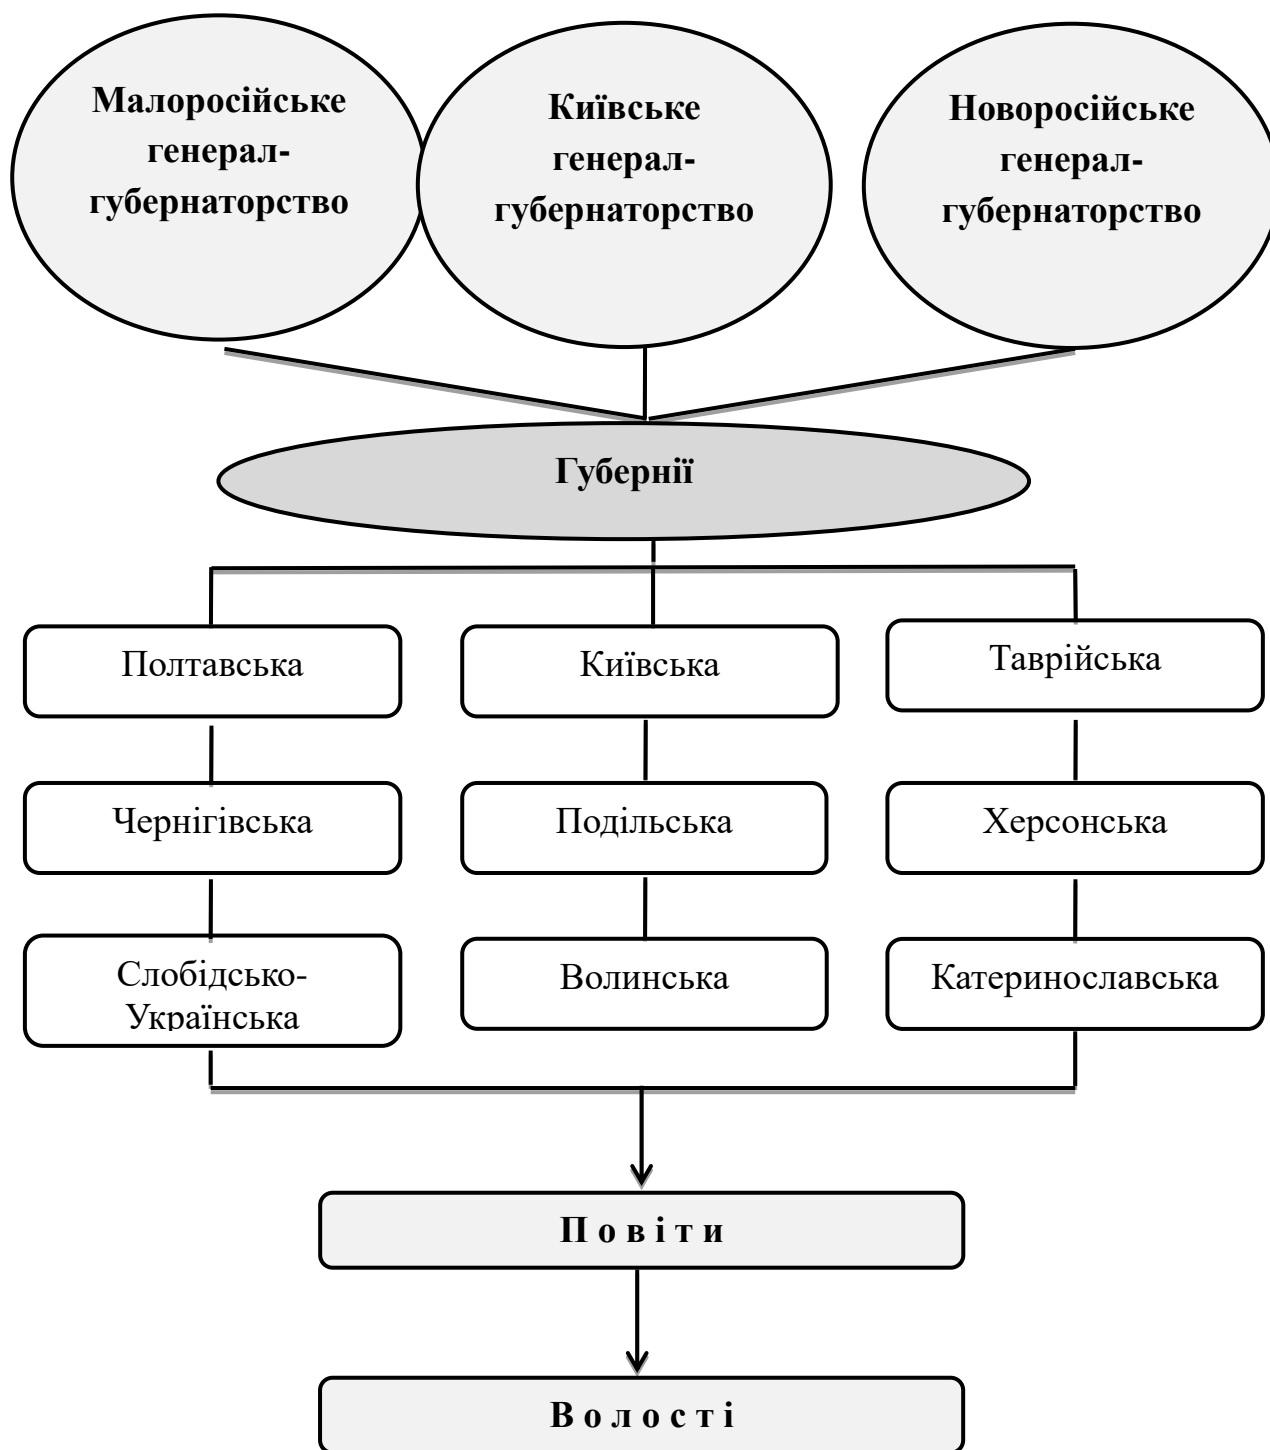 Малоросійське
генерал-
губернаторство
Київське
генерал-
губернаторство
Новоросійське
генерал-
губернаторство
Губернії
Полтавська
Київська
Таврійська
Чернігівська
Подільська
Херсонська
Слобідсько-
Українська
Волинська
Катеринославська
П о в і т и
В о л о с т і